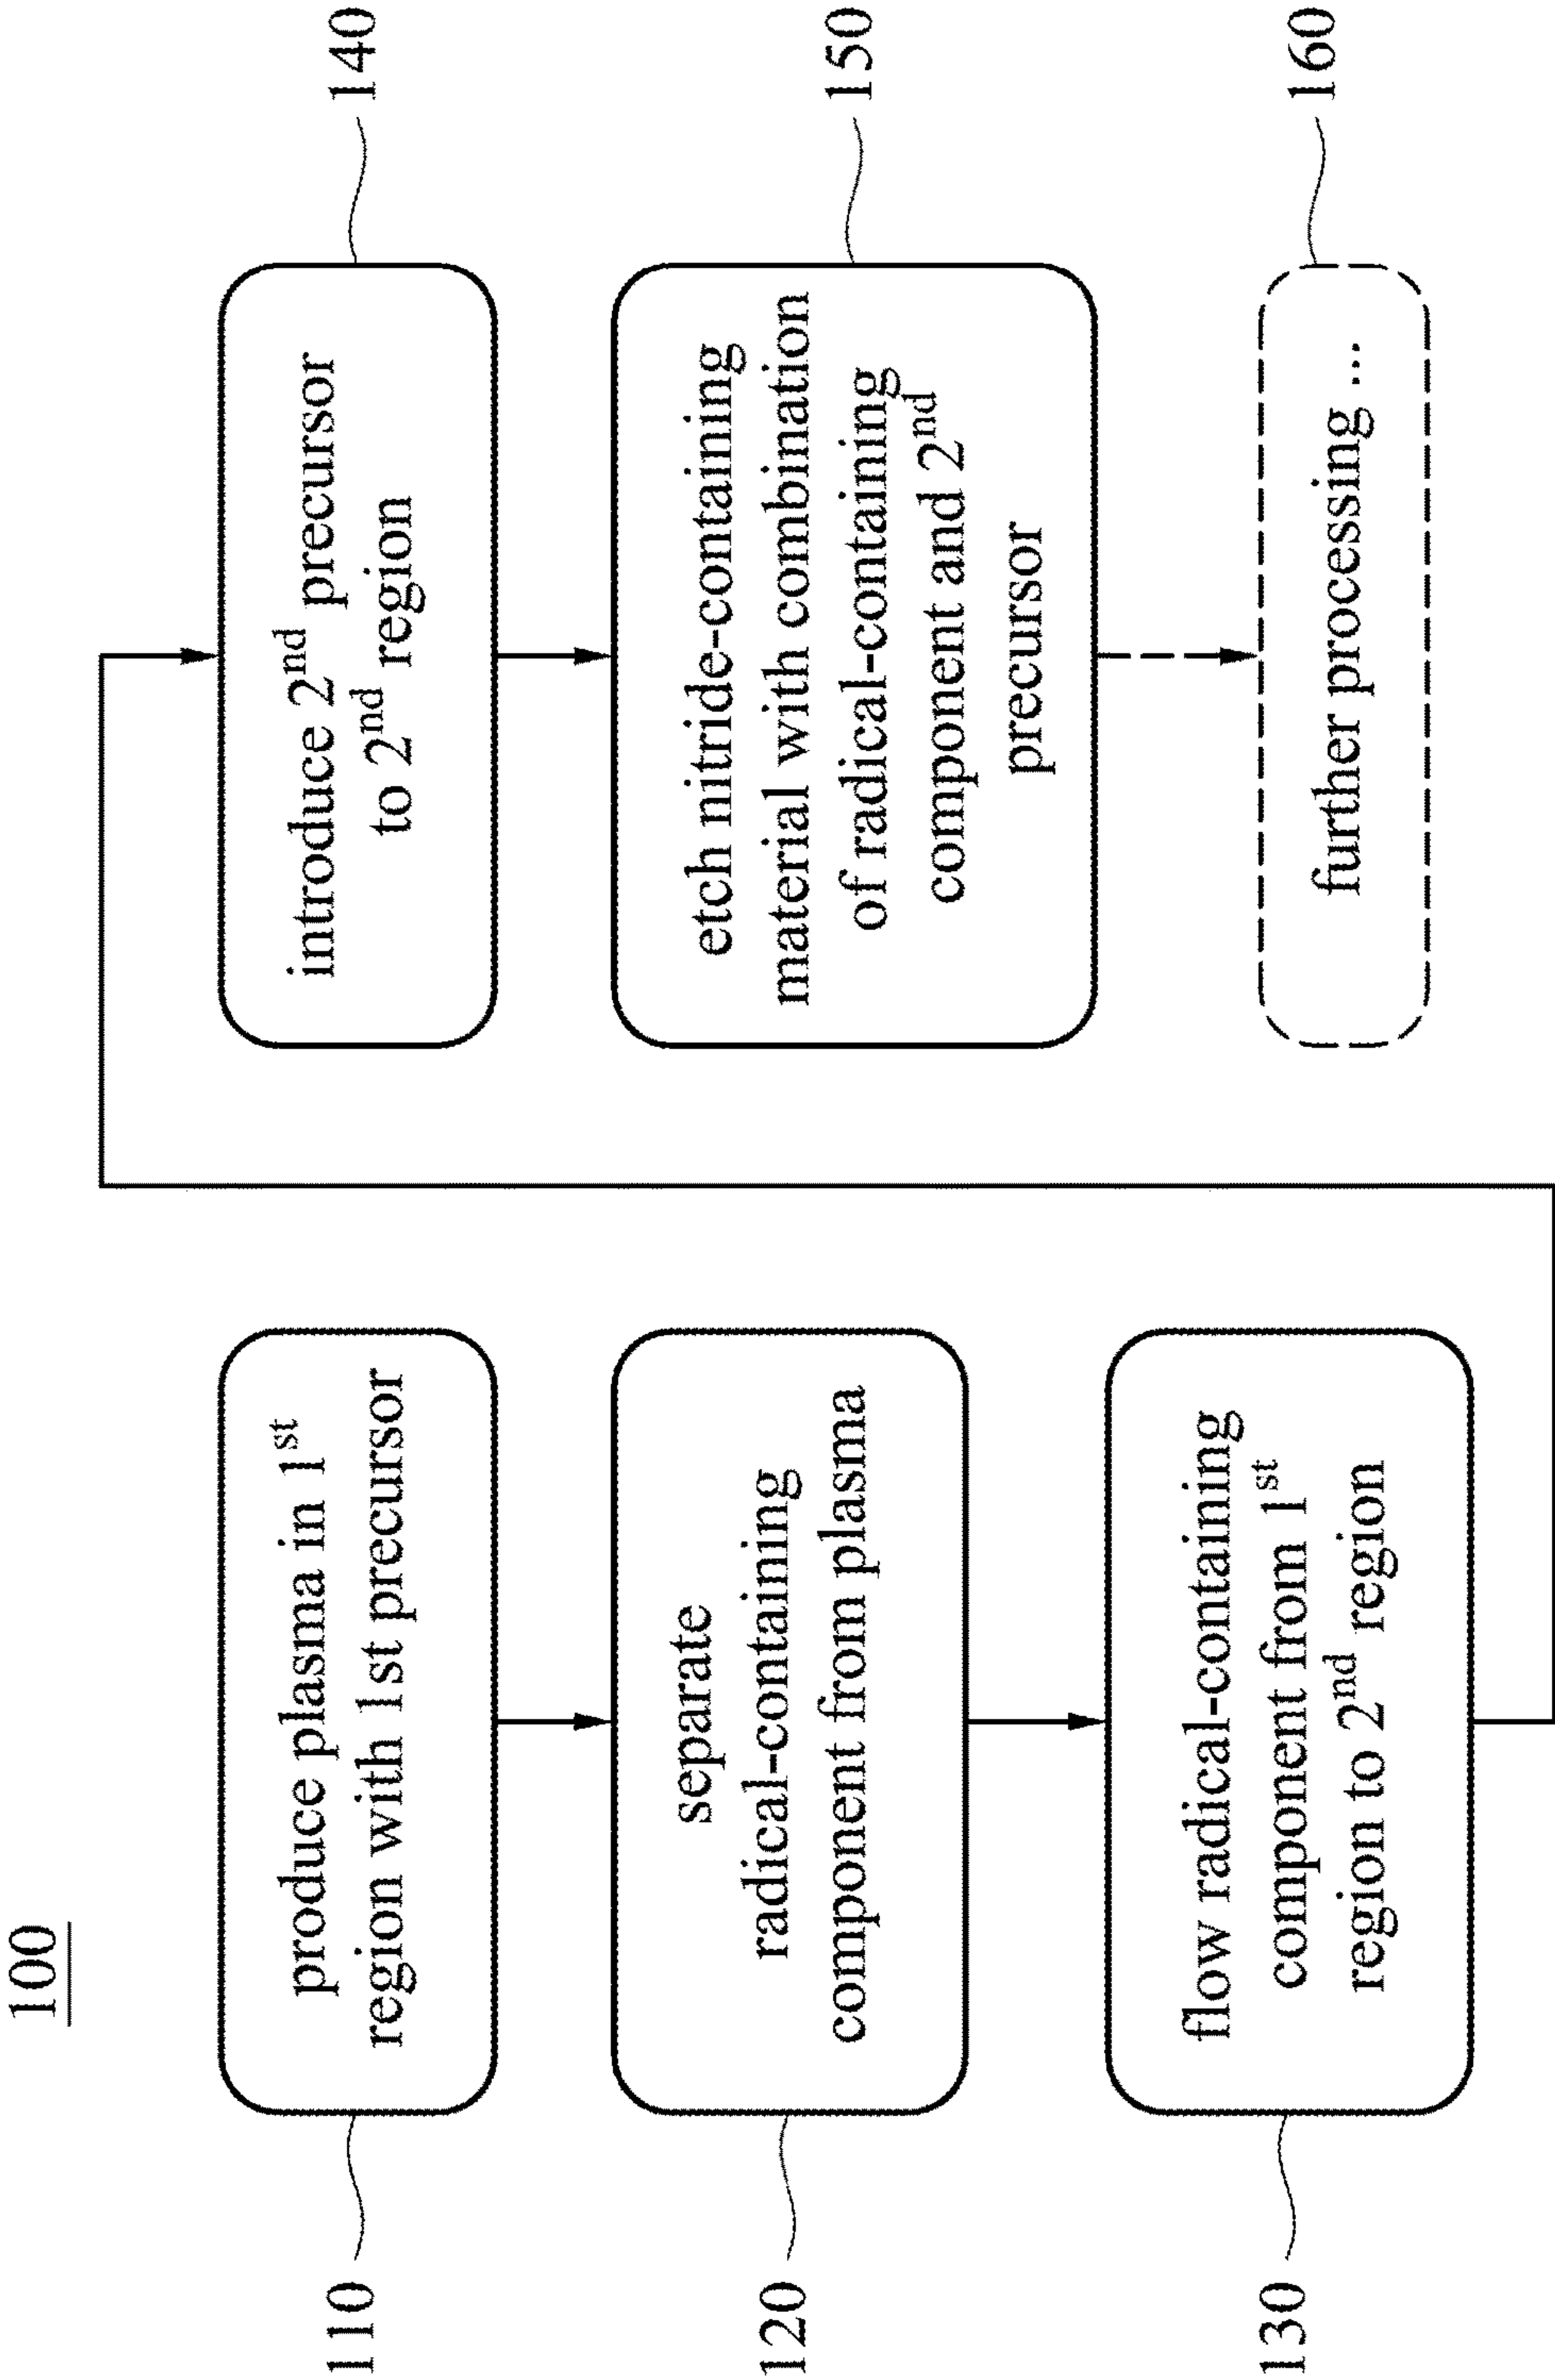 100
110
produce plasma in 1st
region with 1st precursor
120
separate
radical-containing
component from plasma
130
flow radical-containing
component from 1st
region to 2nd region
140
introduce 2nd precursor
to 2nd region
150
etch nitride-containing
material with combination
of radical-containing
component and 2nd
precursor
160
further processing ...